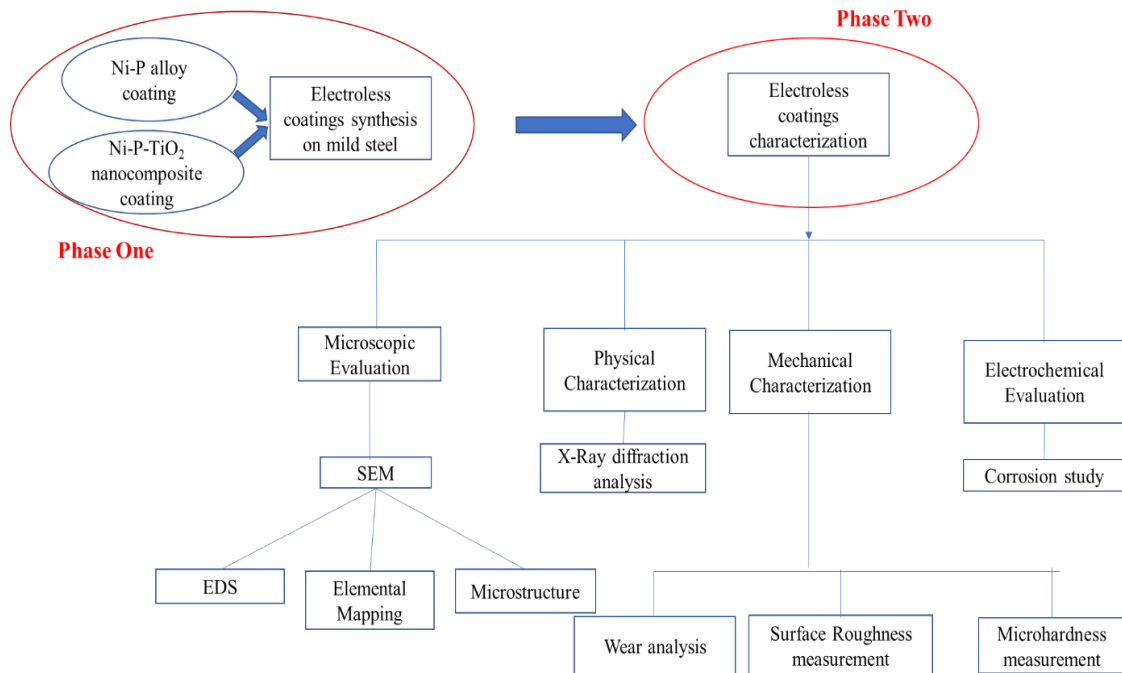 Phase Two
Ni-P alloy
coating
Electroless
coatings synthesis
on mild steel
Ni-P-TiO₂
nanocomposite
coating
Phase One
Electroless
coatings
characterization
Microscopic
Evaluation
Physical
Characterization
Mechanical
Characterization
Electrochemical
Evaluation
SEM
X-Ray diffraction
analysis
Corrosion study
EDS
Elemental
Mapping
Microstructure
Wear analysis
Surface Roughness
measurement
Microhardness
measurement